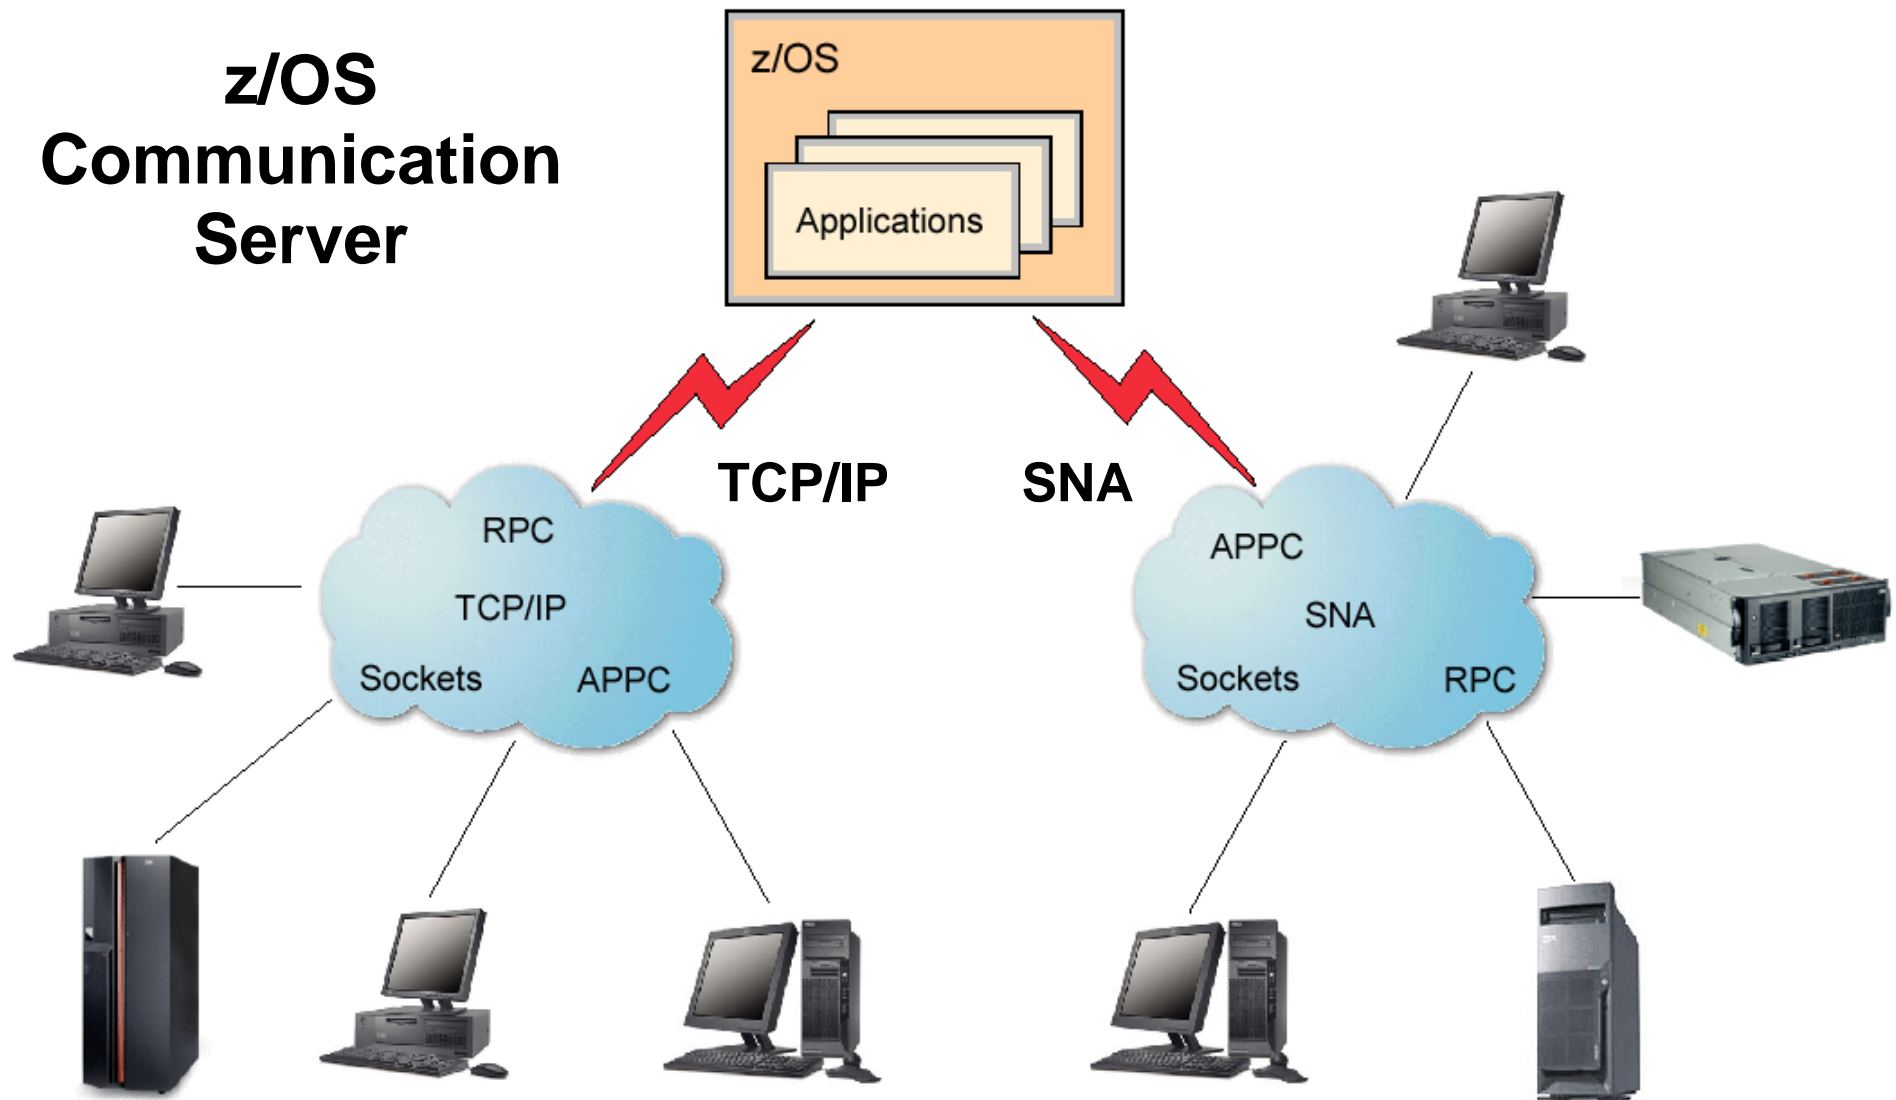 z/OS
Communication
Server
z/OS
Applications
TCP/IP
SNA
RPC
TCP/IP
Sockets
APPC
APPC
SNA
Sockets
RPC